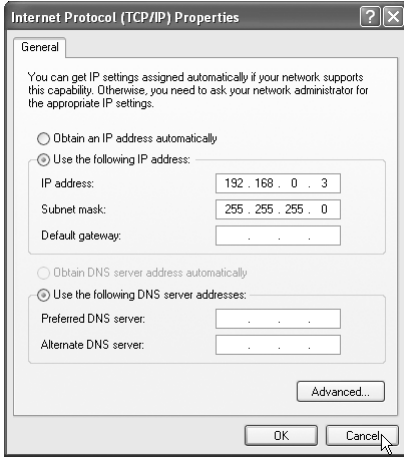 Internet Protocol (TCP/IP) Properties
General
You can get IP settings assigned automatically if your network supports
this capability. Otherwise, you need to ask your network administrator for
the appropriate IP settings.
Obtain an IP address automatically
Use the following IP address:
IP address: 192 . 168 . 0 . 3
Subnet mask: 255 . 255 . 255 . 0
Default gateway: . . .
Obtain DNS server address automatically
Use the following DNS server addresses:
Preferred DNS server: . . .
Alternate DNS server: . . .
Advanced...
OK Cancel